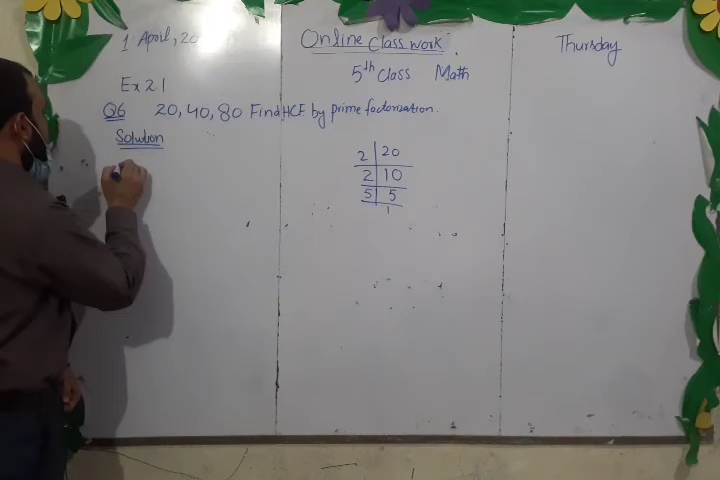 1 April, 20
Online Class work.
Thursday
5th Class Math
Ex 2.1
Q6 20, 40, 80 Find HCF by prime factorization.
Solution
2 20
2 10
5 5
1